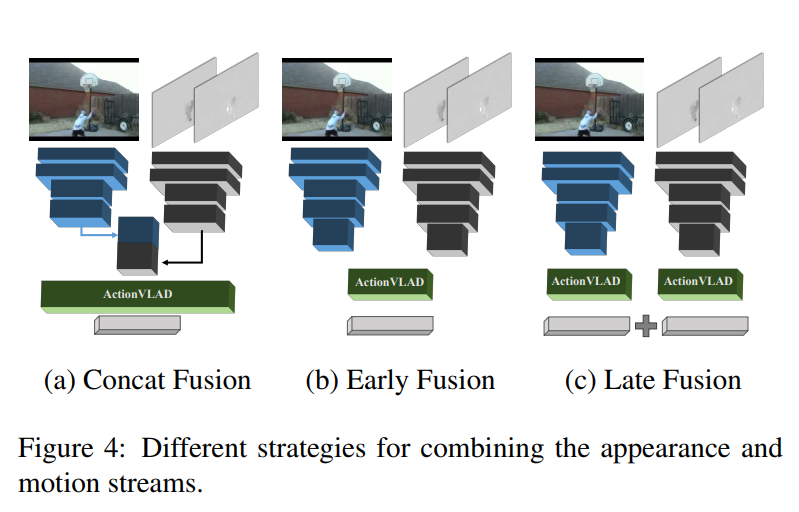 ActionVLAD
ActionVLAD
ActionVLAD
ActionVLAD
(a) Concat Fusion
(b) Early Fusion
(c) Late Fusion
Figure 4: Different strategies for combining the appearance and
motion streams.